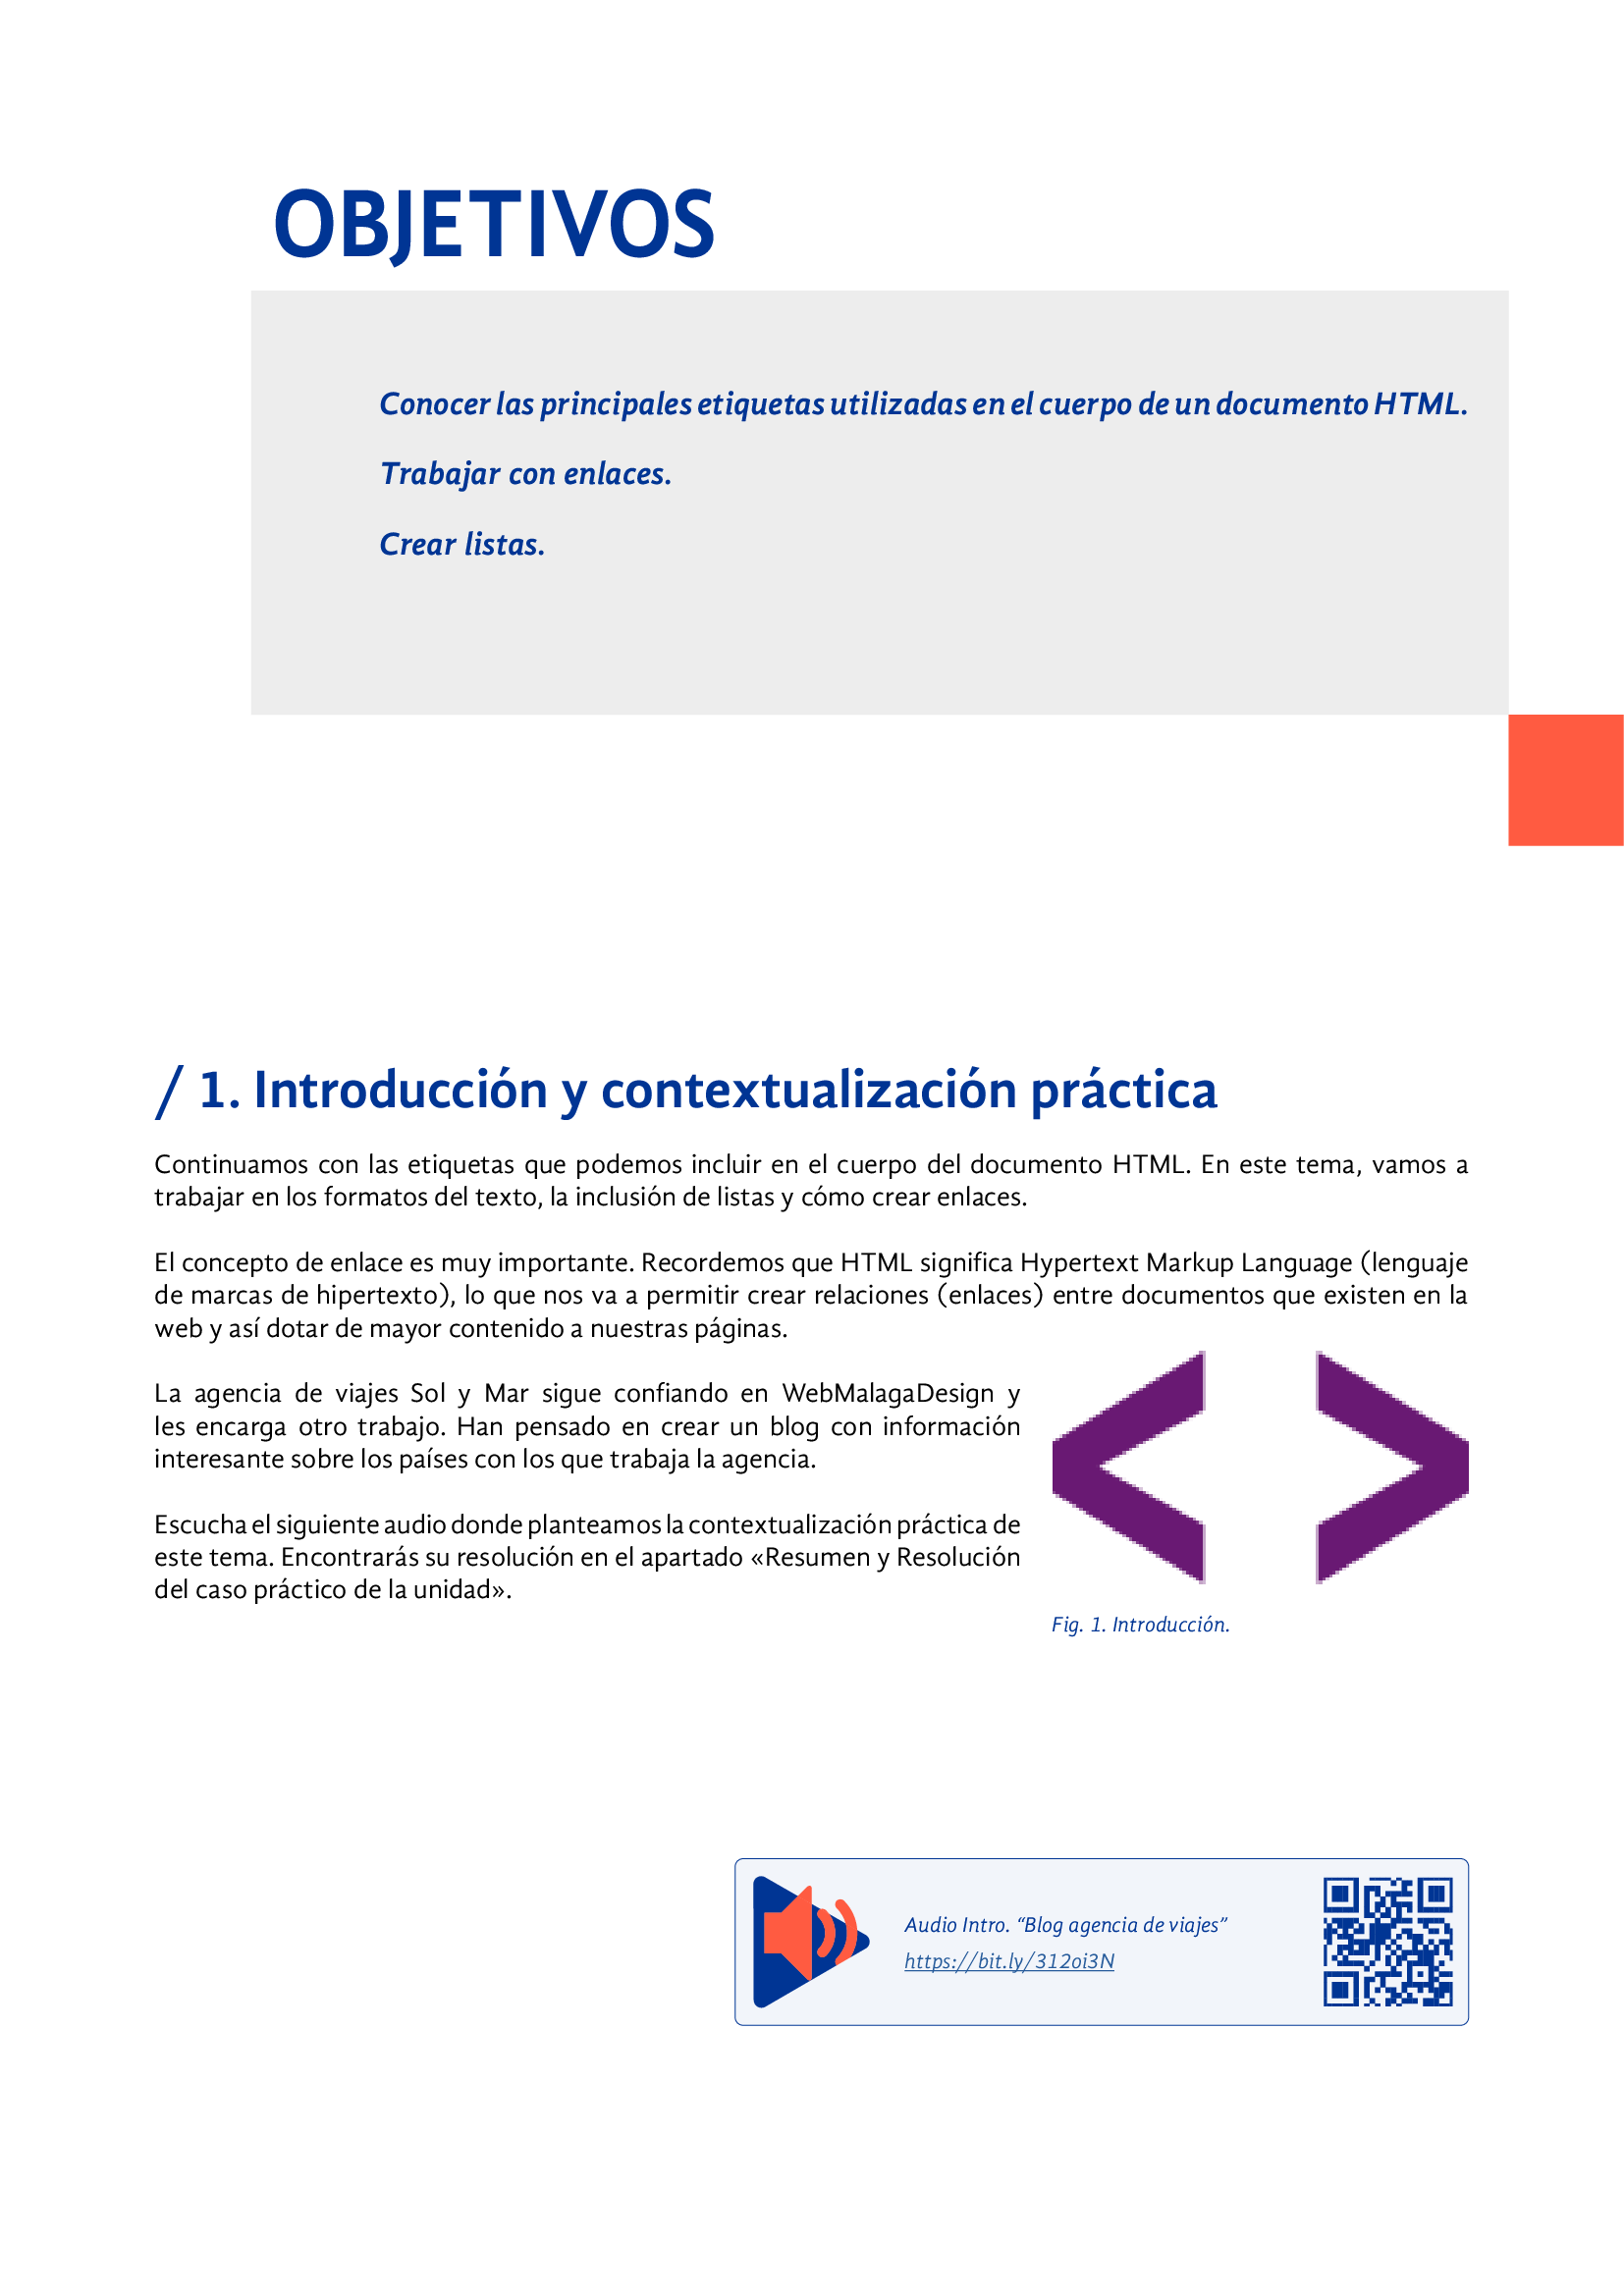 OBJETIVOS
Conocer las principales etiquetas utilizadas en el cuerpo de un documento HTML.
Trabajar con enlaces.
Crear listas.
/ 1. Introducción y contextualización práctica
Continuamos con las etiquetas que podemos incluir en el cuerpo del documento HTML. En este tema, vamos a
trabajar en los formatos del texto, la inclusión de listas y cómo crear enlaces.
El concepto de enlace es muy importante. Recordemos que HTML significa Hypertext Markup Language (lenguaje
de marcas de hipertexto), lo que nos va a permitir crear relaciones (enlaces) entre documentos que existen en la
web y así dotar de mayor contenido a nuestras páginas.
La agencia de viajes Sol y Mar sigue confiando en WebMalagaDesign y
les encarga otro trabajo. Han pensado en crear un blog con información
interesante sobre los países con los que trabaja la agencia.
Escucha el siguiente audio donde planteamos la contextualización práctica de
este tema. Encontrarás su resolución en el apartado «Resumen y Resolución
del caso práctico de la unidad».
< >
Fig. 1. Introducción.
Audio Intro. “Blog agencia de viajes”
https://bit.ly/312oi3N